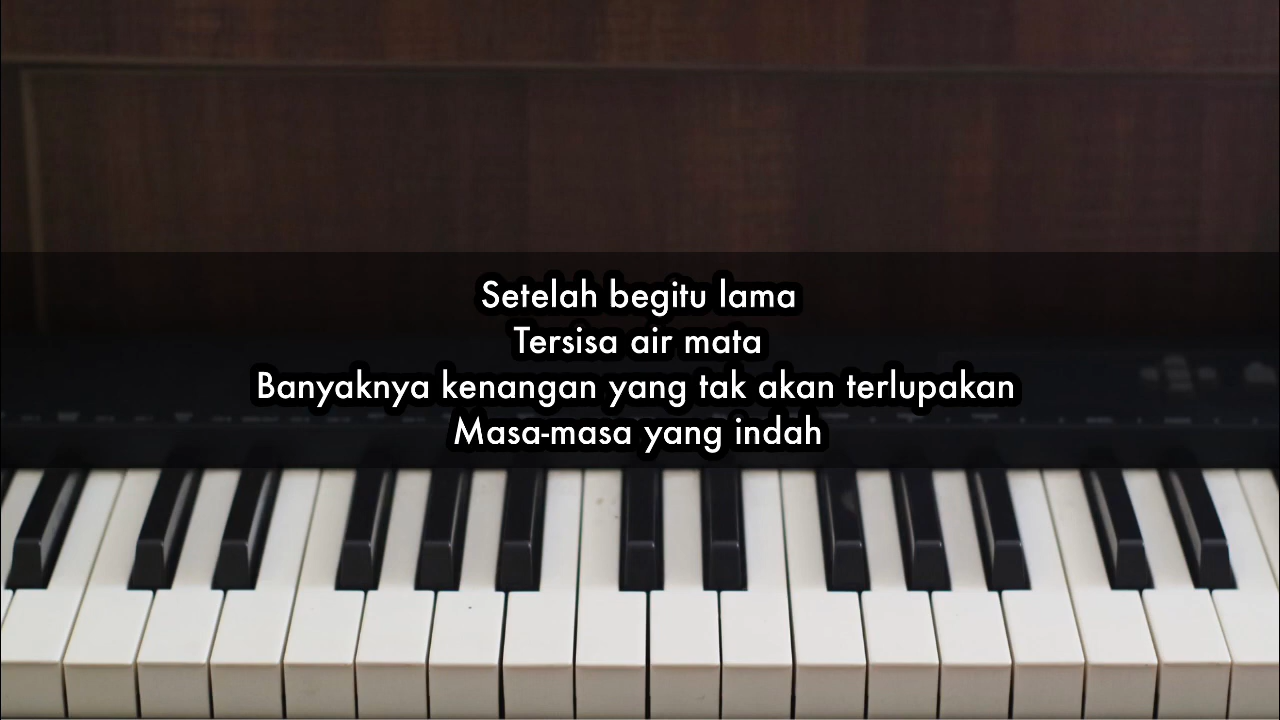 Setelah begitu lama
Tersisa air mata
Banyaknya kenangan yang tak akan terlupakan
Masa-masa yang indah